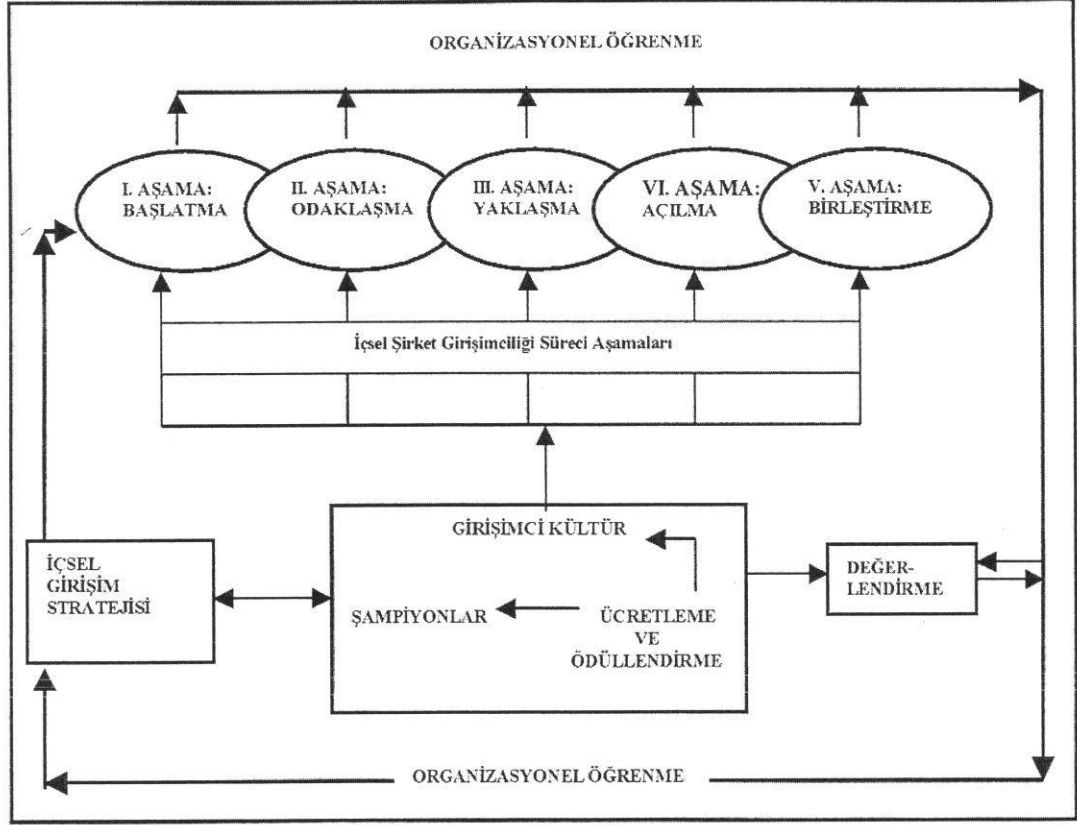 ORGANİZASYONEL ÖĞRENME
I. AŞAMA:
BAŞLATMA
II. AŞAMA:
ODAKLAŞMA
III. AŞAMA:
YAKLAŞMA
VI. AŞAMA:
AÇILMA
V. AŞAMA:
BİRLEŞTİRME
İçsel Şirket Girişimciliği Süreci Aşamaları
İÇSEL
GİRİŞİM
STRATEJİSİ
GİRİŞİMCİ KÜLTÜR
ŞAMPİYONLAR
ÜCRETLEME
VE
ÖDÜLLENDİRME
DEĞER-
LENDİRME
ORGANİZASYONEL ÖĞRENME